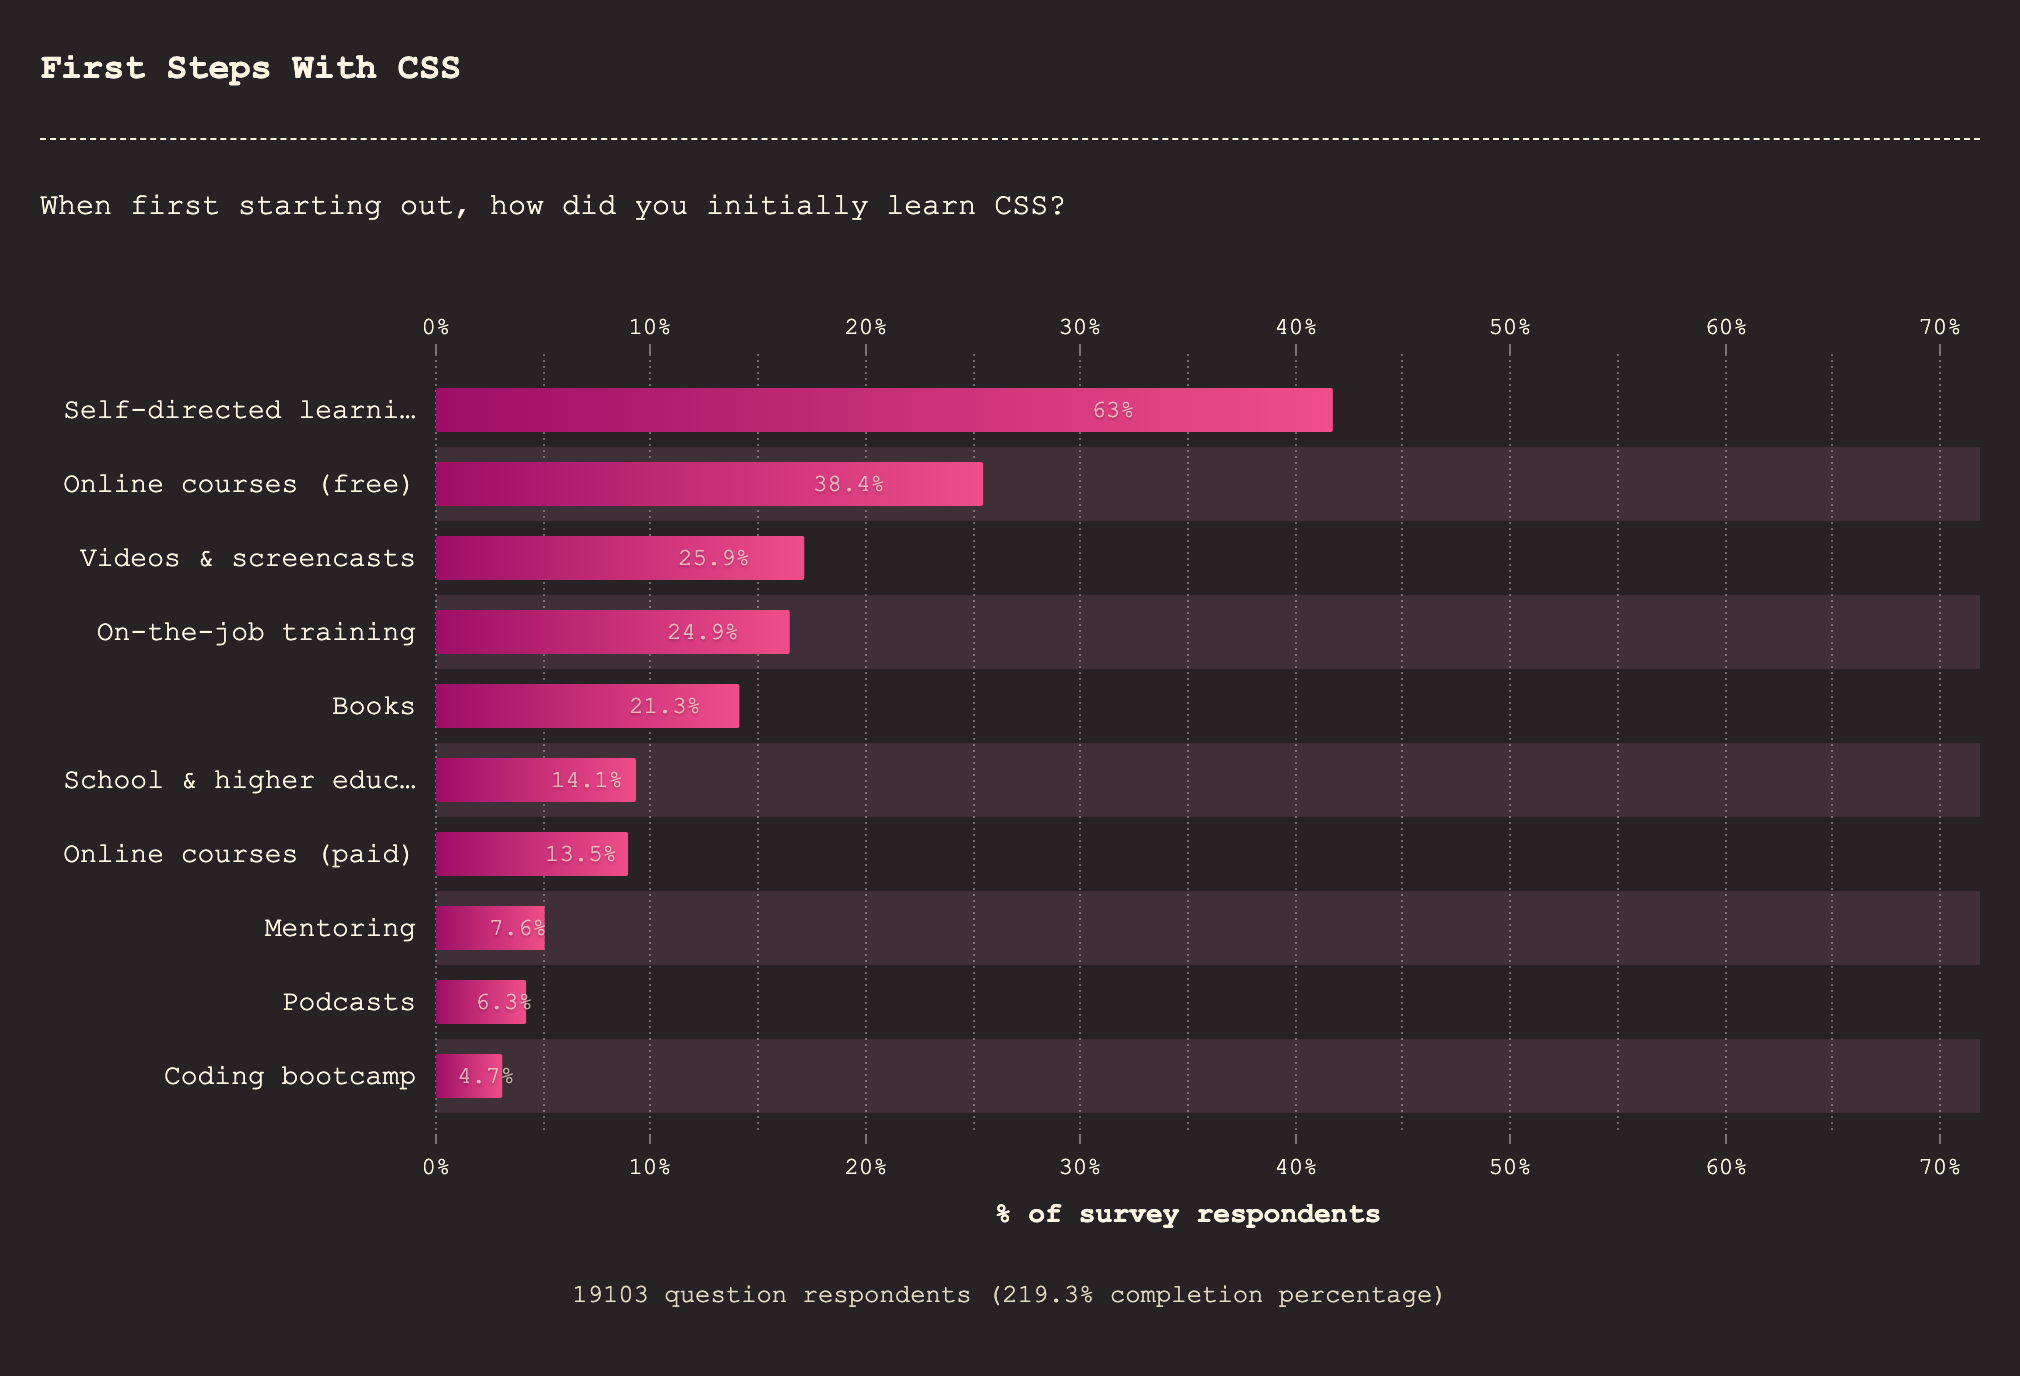 First Steps With CSS
When first starting out, how did you initially learn CSS?
0% 10% 20% 30% 40% 50% 60% 70%
Self-directed learni… 63%
Online courses (free) 38.4%
Videos & screencasts 25.9%
On-the-job training 24.9%
Books 21.3%
School & higher educ… 14.1%
Online courses (paid) 13.5%
Mentoring 7.6%
Podcasts 6.3%
Coding bootcamp 4.7%
0% 10% 20% 30% 40% 50% 60% 70%
% of survey respondents
19103 question respondents (219.3% completion percentage)